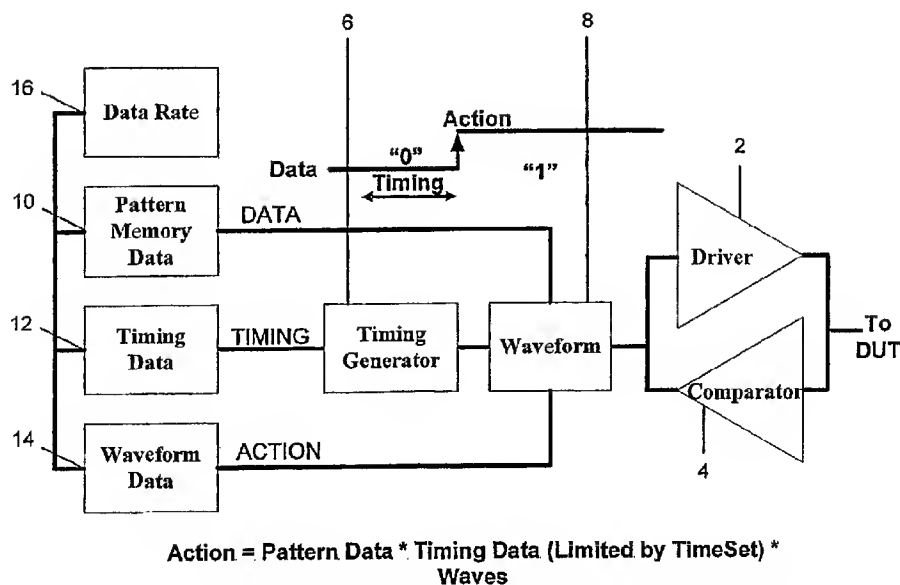 6
8
16
Data Rate
Action
"0"
"1"
Data
Timing
2
10
Pattern
Memory
Data
DATA
Driver
12
Timing
Data
TIMING
Timing
Generator
Waveform
To
DUT
Comparator
14
Waveform
Data
ACTION
4
Action = Pattern Data * Timing Data (Limited by TimeSet) *
Waves